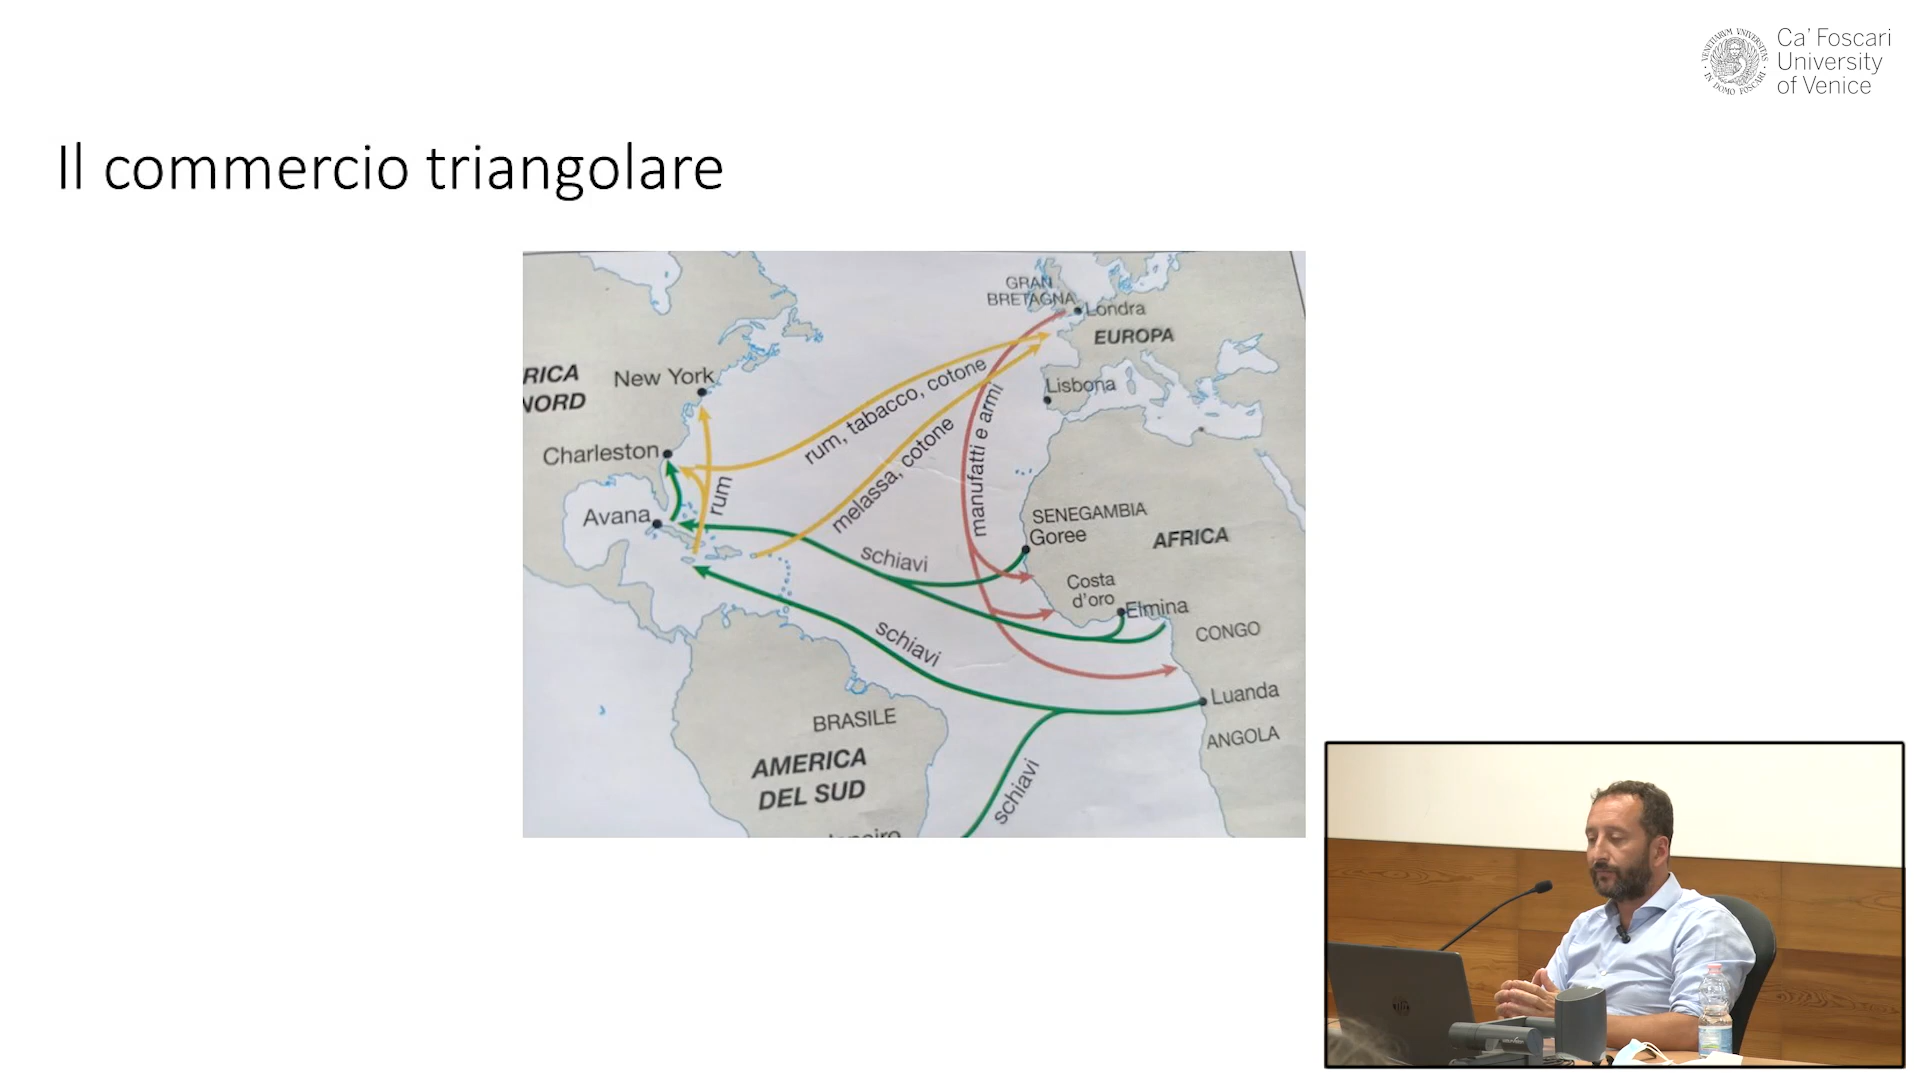 Ca' Foscari
University
of Venice
Il commercio triangolare
GRAN
BRETAGNA
Londra
EUROPA
RICA
NORD
New York
Lisbona
rum, tabacco, cotone
manufatti e armi
Charleston
melassa, cotone
rum
Avana
SENEGAMBIA
Goree
AFRICA
schiavi
Costa
d'oro
Elmina
CONGO
schiavi
Luanda
BRASILE
ANGOLA
AMERICA
DEL SUD
schiavi